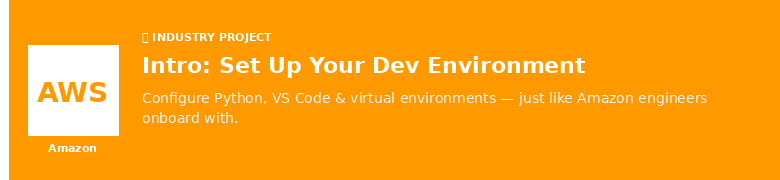 INDUSTRY PROJECT
Intro: Set Up Your Dev Environment
AWS
Configure Python, VS Code & virtual environments — just like Amazon engineers
onboard with.
Amazon